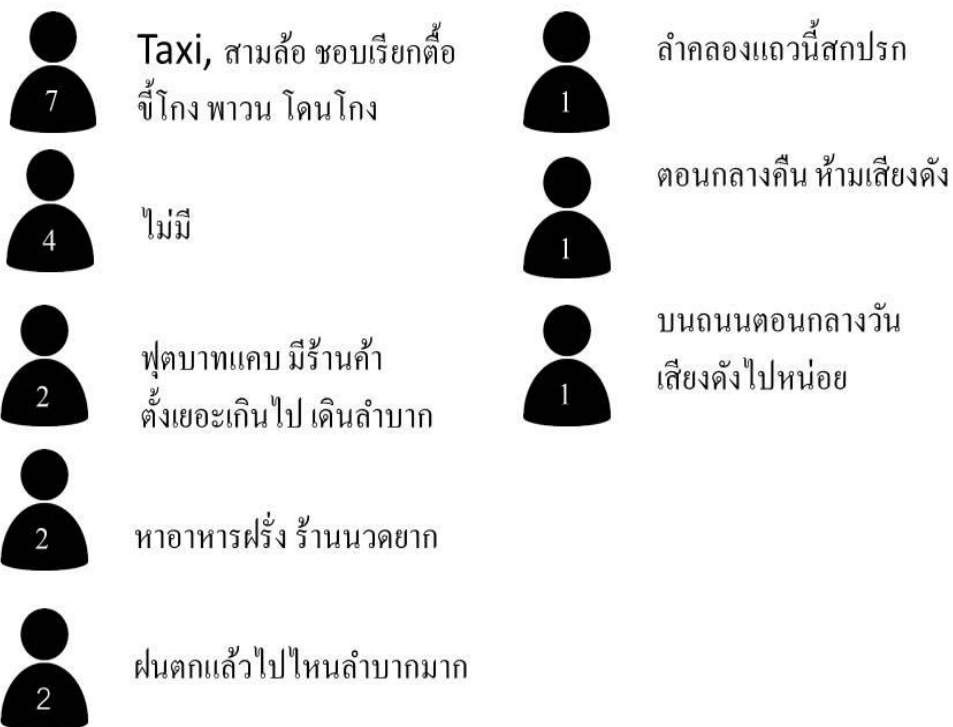 7
Taxi, สามล้อ ชอบเรียกตื้อ
ขี้โกง พาวน โดนโกง
4
ไม่มี
2
ฟุตบาทแคบ มีร้านค้า
ตั้งเยอะเกินไป เดินลำบาก
2
หาอาหารฝรั่ง ร้านนวดยาก
2
ฝนตกแล้วไปไหนลำบากมาก
1
ลำคลองแถวนี้สกปรก
1
ตอนกลางคืน ห้ามเสียงดัง
1
บนถนนตอนกลางวัน
เสียงดังไปหน่อย